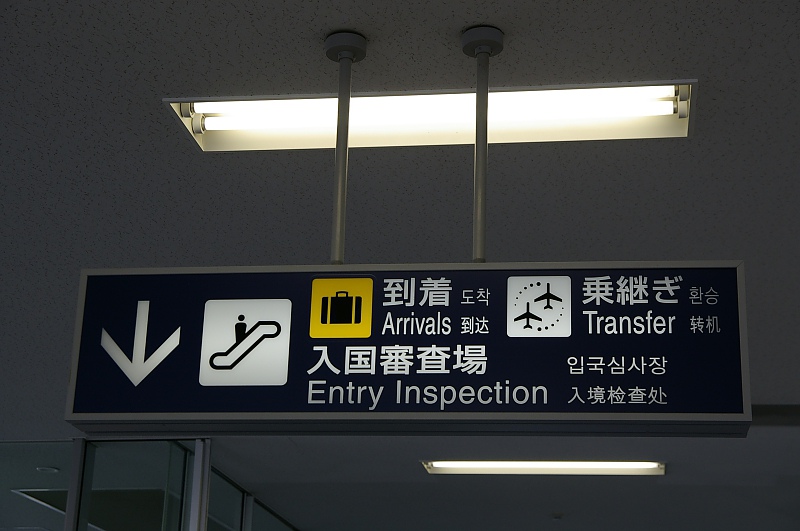 到着 도착
Arrivals 到达
乗継ぎ 환승
Transfer 转机
入国審査場 입국심사장
Entry Inspection 入境检查处